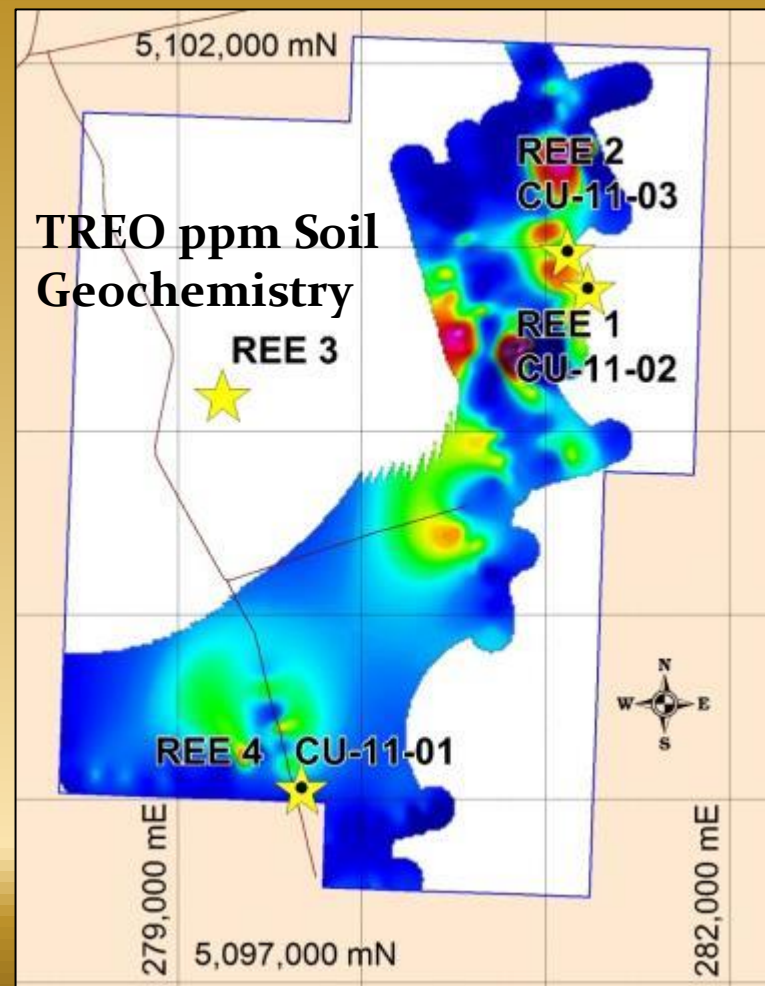 5,102,000 mN
REE 2
CU-11-03
TREO ppm Soil
Geochemistry
REE 1
CU-11-02
REE 3
N
W E
S
REE 4 CU-11-01
279,000 mE
282,000 mE
5,097,000 mN